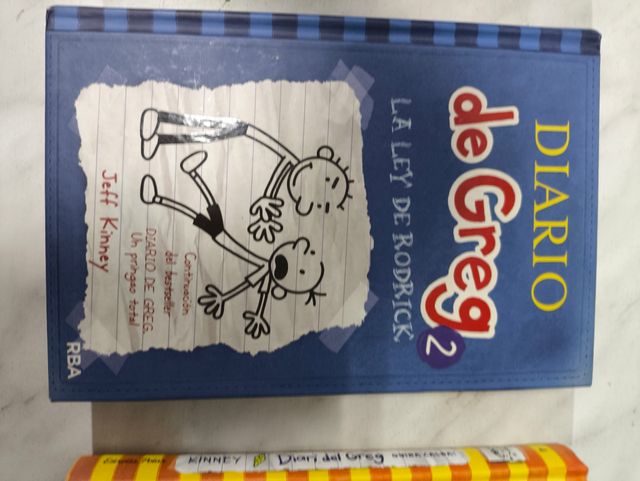 DIARIO
de Greg
2
LA LEY DE RODRICK
Continuación
del bestseller
DIARIO DE GREG.
Un pringao total
Jeff Kinney
RBA
KINNEY
Diari del Greg